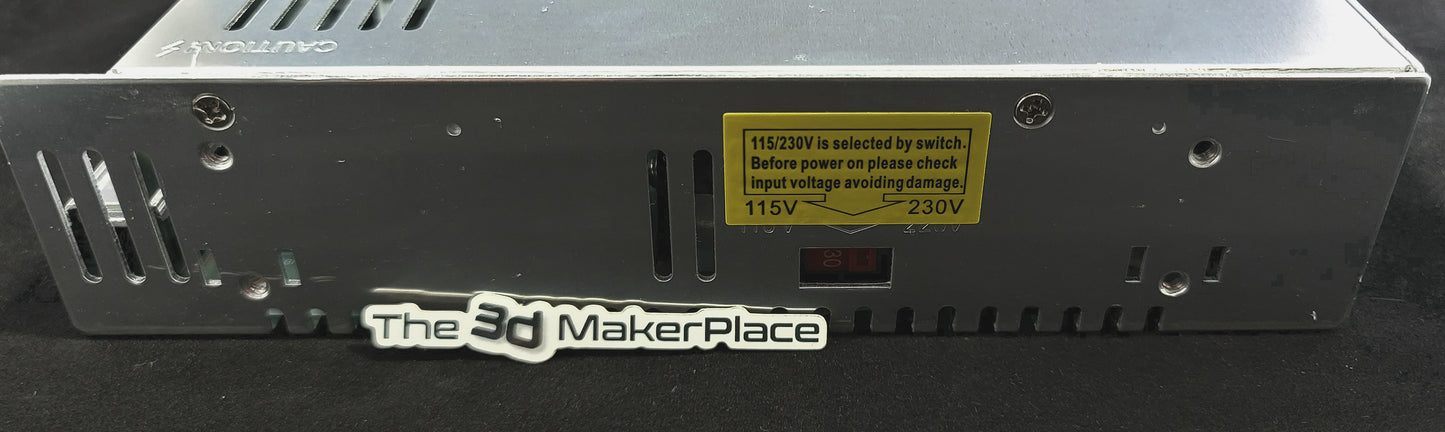 CAUTION
115/230V is selected by switch.
Before power on please check
input voltage avoiding damage.
115V 230V
30
The 3d MakerPlace